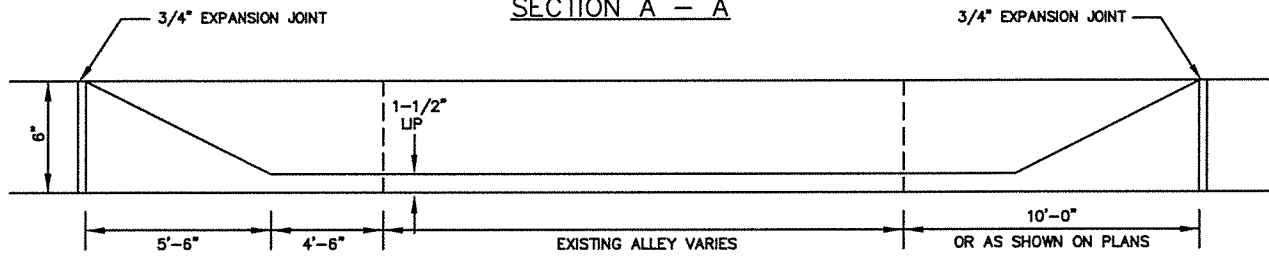 SECTION A – A
3/4" EXPANSION JOINT
3/4" EXPANSION JOINT
6"
1-1/2"
LIP
5'-6"
4'-6"
EXISTING ALLEY VARIES
10'-0"
OR AS SHOWN ON PLANS